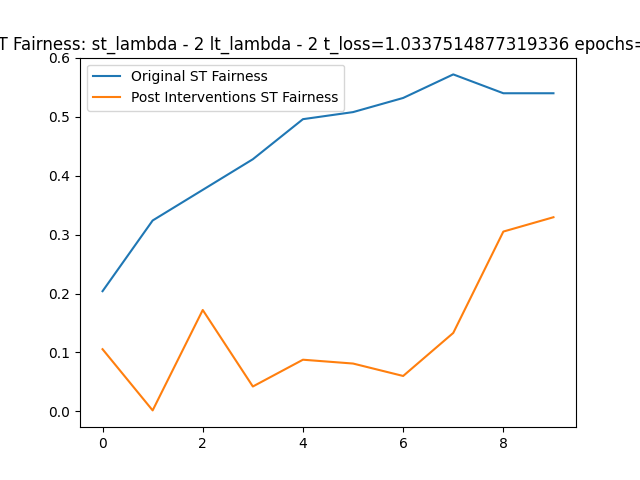 T Fairness: st_lambda - 2 lt_lambda - 2 t_loss=1.0337514877319336 epochs=
Original ST Fairness
Post Interventions ST Fairness
0.6
0.5
0.4
0.3
0.2
0.1
0.0
0 2 4 6 8